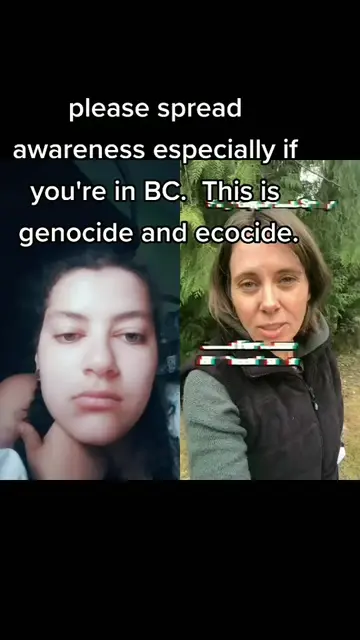 please spread
awareness especially if
you're in BC.  This is
genocide and ecocide.